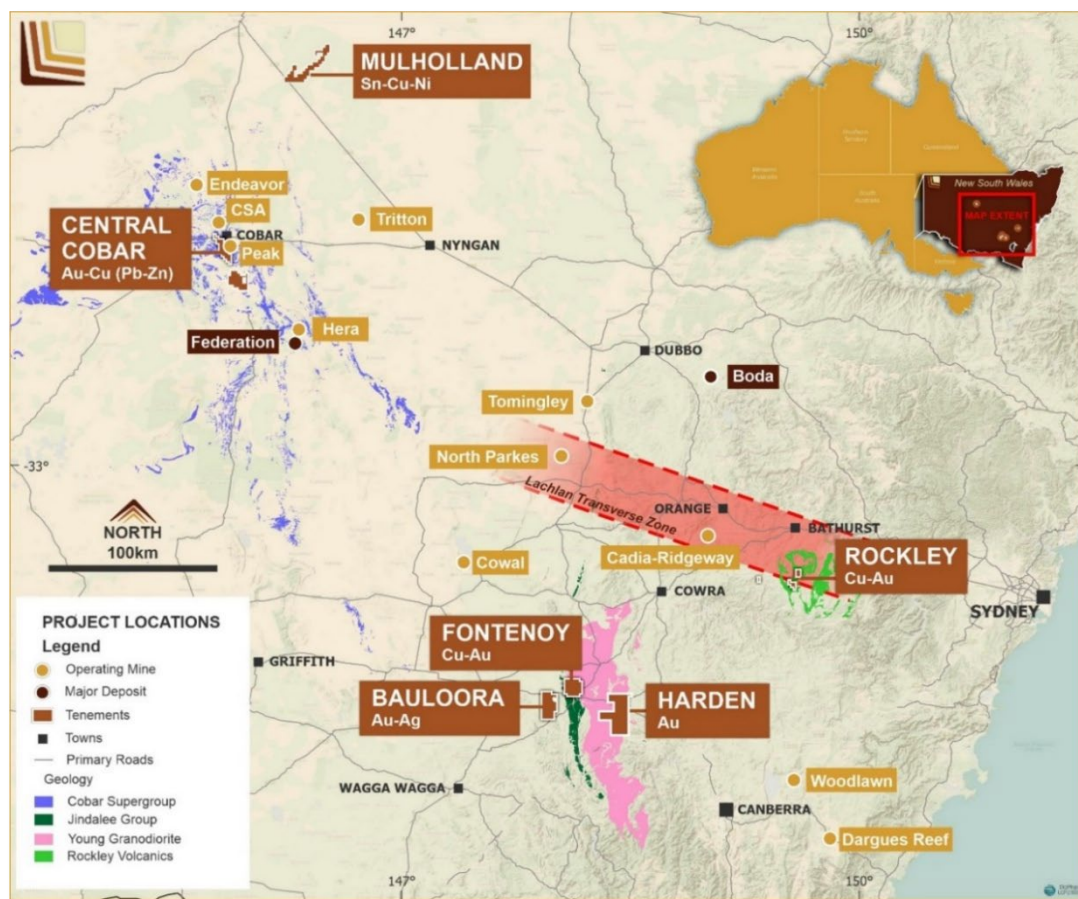 147°
150°
MULHOLLAND
Sn-Cu-Ni
New South Wales
MAP EXTENT
Endeavor
CSA
COBAR
Peak
CENTRAL
COBAR
Au-Cu (Pb-Zn)
Tritton
NYNGAN
Hera
Federation
DUBBO
Boda
Tomingley
North Parkes
-33°
-33°
Lachlan Transverse Zone
ORANGE
BATHURST
Cadia-Ridgeway
ROCKLEY
Cu-Au
NORTH
100km
Cowal
COWRA
SYDNEY
PROJECT LOCATIONS
Legend
Operating Mine
Major Deposit
Tenements
Towns
Primary Roads
Geology
Cobar Supergroup
Jindalee Group
Young Granodiorite
Rockley Volcanics
GRIFFITH
FONTENOY
Cu-Au
BAULOORA
Au-Ag
HARDEN
Au
WAGGA WAGGA
Woodlawn
CANBERRA
Dargues Reef
147°
150°